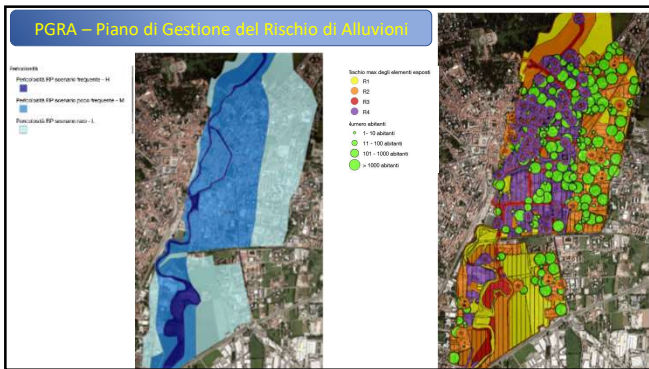 PGRA – Piano di Gestione del Rischio di Alluvioni
Pericolosità
Pericolosità RP scenario frequente - H
Pericolosità RP scenario poco frequente - M
Pericolosità RP scenario raro - L
Rischio max degli elementi esposti
R1
R2
R3
R4
Numero abitanti
1- 10 abitanti
11 - 100 abitanti
101 - 1000 abitanti
> 1000 abitanti